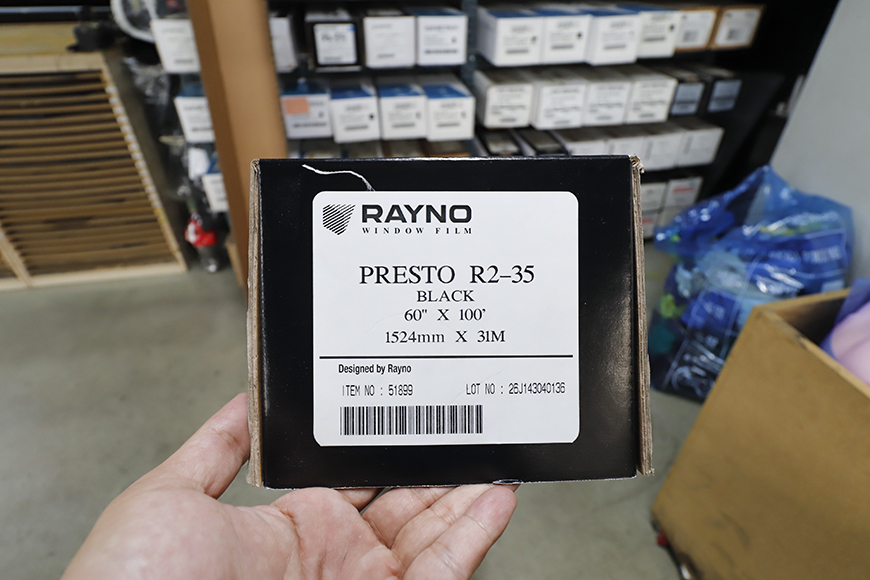 RAYNO
WINDOW FILM
PRESTO R2-35
BLACK
60" X 100'
1524mm X 31M
Designed by Rayno
ITEM NO : 51899
LOT NO : 26J143040136